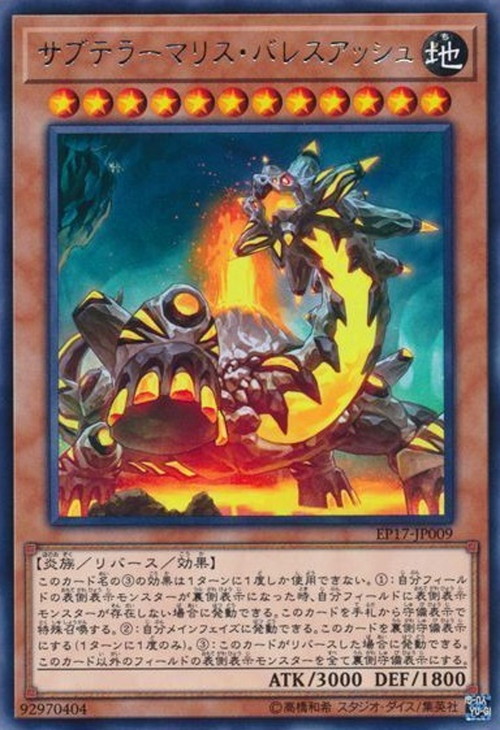 サブテラーマリス・バレスアッシュ
地
EP17-JP009
【炎族／リバース／効果】
このカード名の③の効果は1ターンに1度しか使用できない。①：自分フィール
ドの表側表示モンスターが裏側表示になった時、自分フィールドに表側表示
モンスターが存在しない場合に発動できる。このカードを手札から守備表示で
特殊召喚する。②：自分メインフェイズに発動できる。このカードを裏側守備表示
にする(1ターンに1度のみ)。③：このカードがリバースした場合に発動できる。
このカード以外のフィールドの表側表示モンスターを全て裏側守備表示にする。
ATK/3000 DEF/1800
92970404
©高橋和希 スタジオ・ダイス/集英社